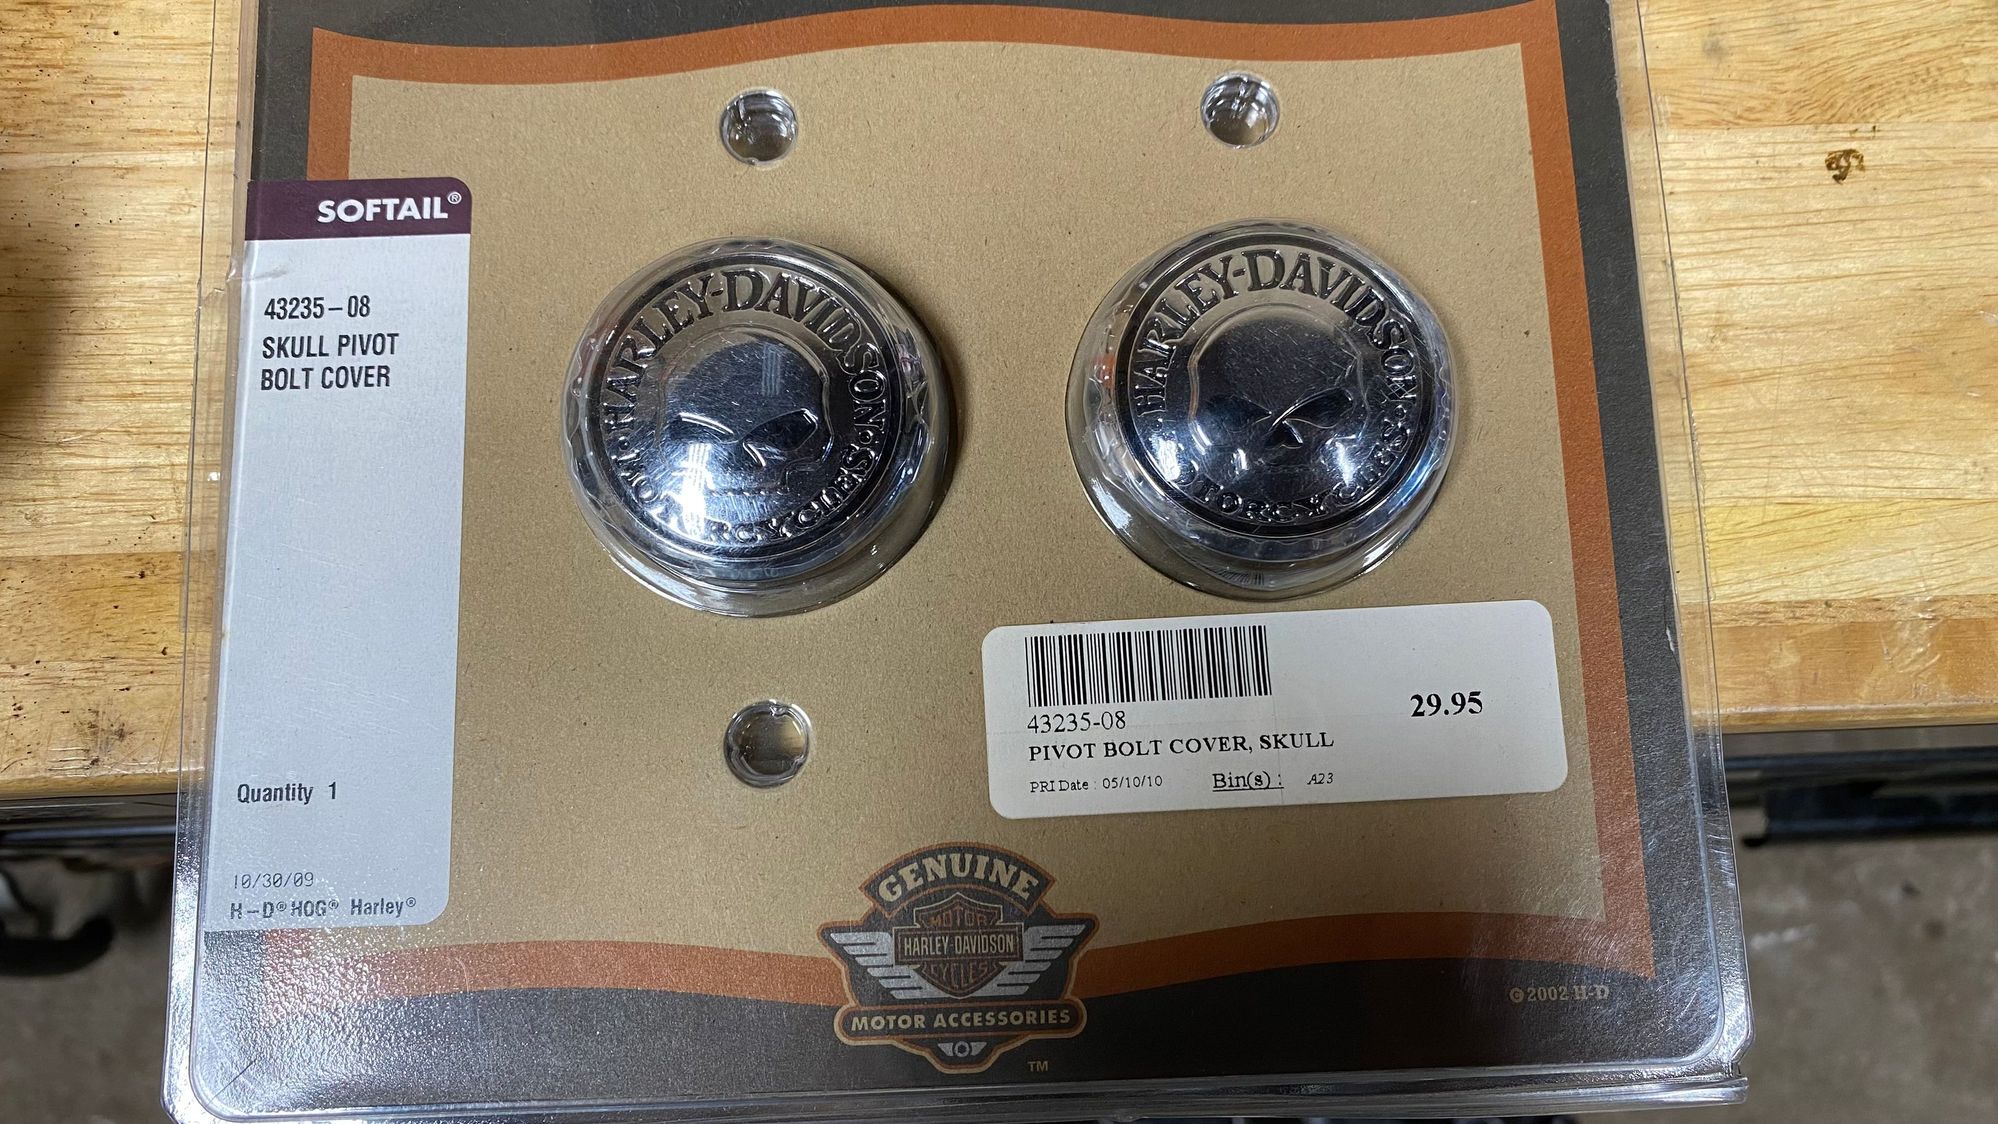 SOFTAIL®
43235-08
SKULL PIVOT
BOLT COVER
Quantity 1
10/30/09
H-D® HOG® Harley®
HARLEY-DAVIDSON
MOTORCYCLES
HARLEY-DAVIDSON
MOTORCYCLES
43235-08
29.95
PIVOT BOLT COVER, SKULL
PRI Date : 05/10/10 Bin(s) : A23
GENUINE
MOTOR
HARLEY-DAVIDSON
CYCLES
MOTOR ACCESSORIES
TM
©2002 H-D